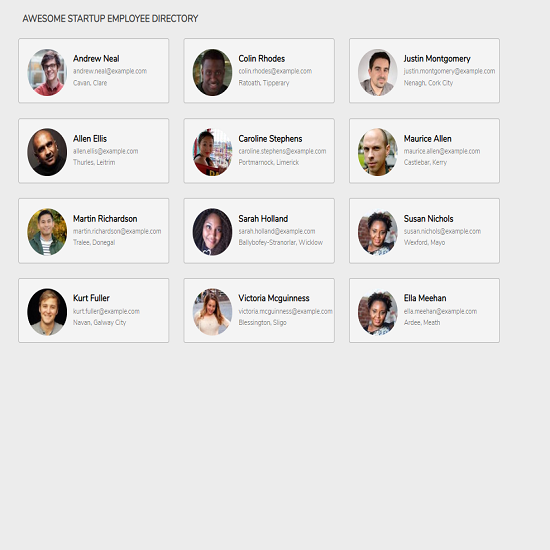 AWESOME STARTUP EMPLOYEE DIRECTORY
Andrew Neal
andrew.neal@example.com
Cavan, Clare
Colin Rhodes
colin.rhodes@example.com
Ratoath, Tipperary
Justin Montgomery
justin.montgomery@example.com
Nenagh, Cork City
Allen Ellis
allen.ellis@example.com
Thurles, Leitrim
Caroline Stephens
caroline.stephens@example.com
Portmarnock, Limerick
Maurice Allen
maurice.allen@example.com
Castlebar, Kerry
Martin Richardson
martin.richardson@example.com
Tralee, Donegal
Sarah Holland
sarah.holland@example.com
Ballybofey-Stranorlar, Wicklow
Susan Nichols
susan.nichols@example.com
Wexford, Mayo
Kurt Fuller
kurt.fuller@example.com
Navan, Galway City
Victoria Mcguinness
victoria.mcguinness@example.com
Blessington, Sligo
Ella Meehan
ella.meehan@example.com
Ardee, Meath